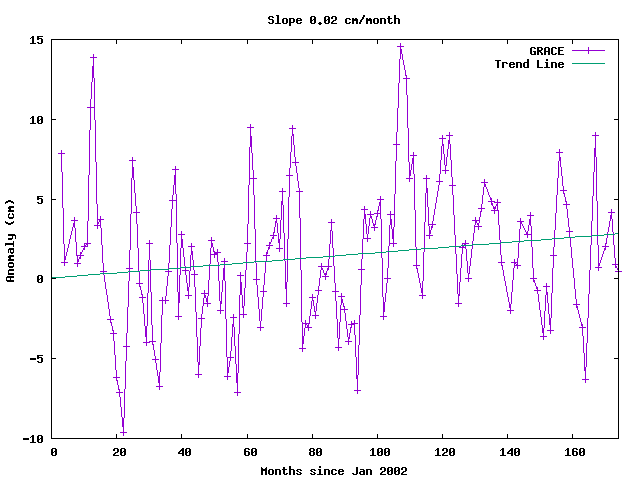 Slope 0.02 cm/month
15
10
5
0
-5
-10
Anomaly (cm)
GRACE
Trend Line
0 20 40 60 80 100 120 140 160
Months since Jan 2002